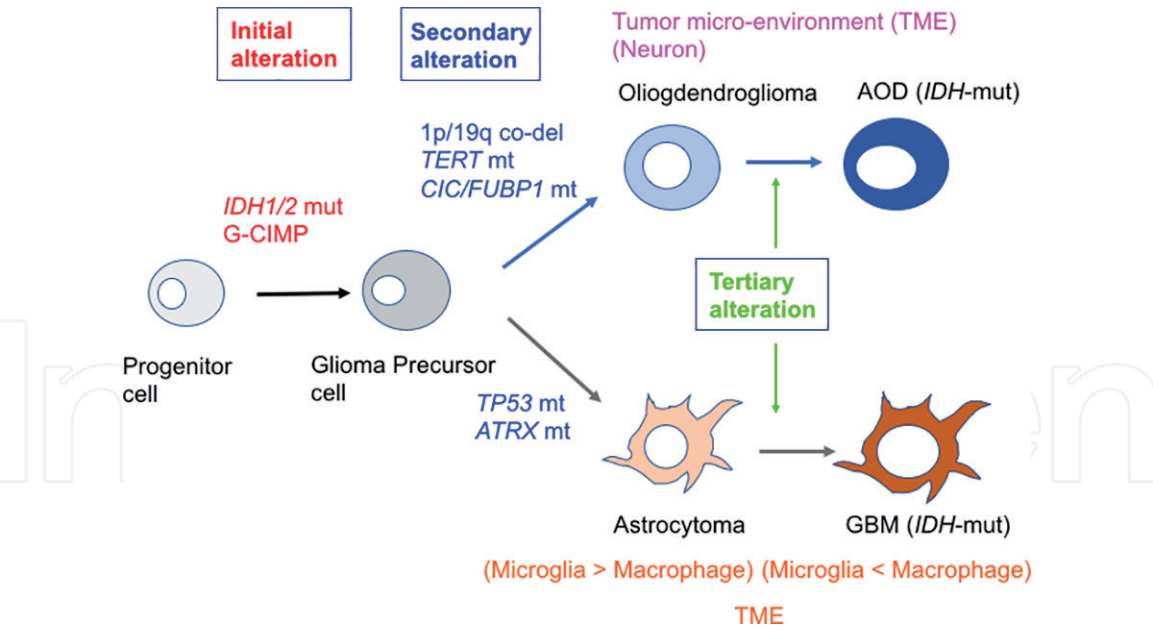 Initial
alteration
Secondary
alteration
Tumor micro-environment (TME)
(Neuron)
Oliogdendroglioma
AOD (IDH-mut)
1p/19q co-del
TERT mt
CIC/FUBP1 mt
IDH1/2 mut
G-CIMP
Tertiary
alteration
Progenitor
cell
Glioma Precursor
cell
TP53 mt
ATRX mt
Astrocytoma
GBM (IDH-mut)
(Microglia > Macrophage) (Microglia < Macrophage)
TME